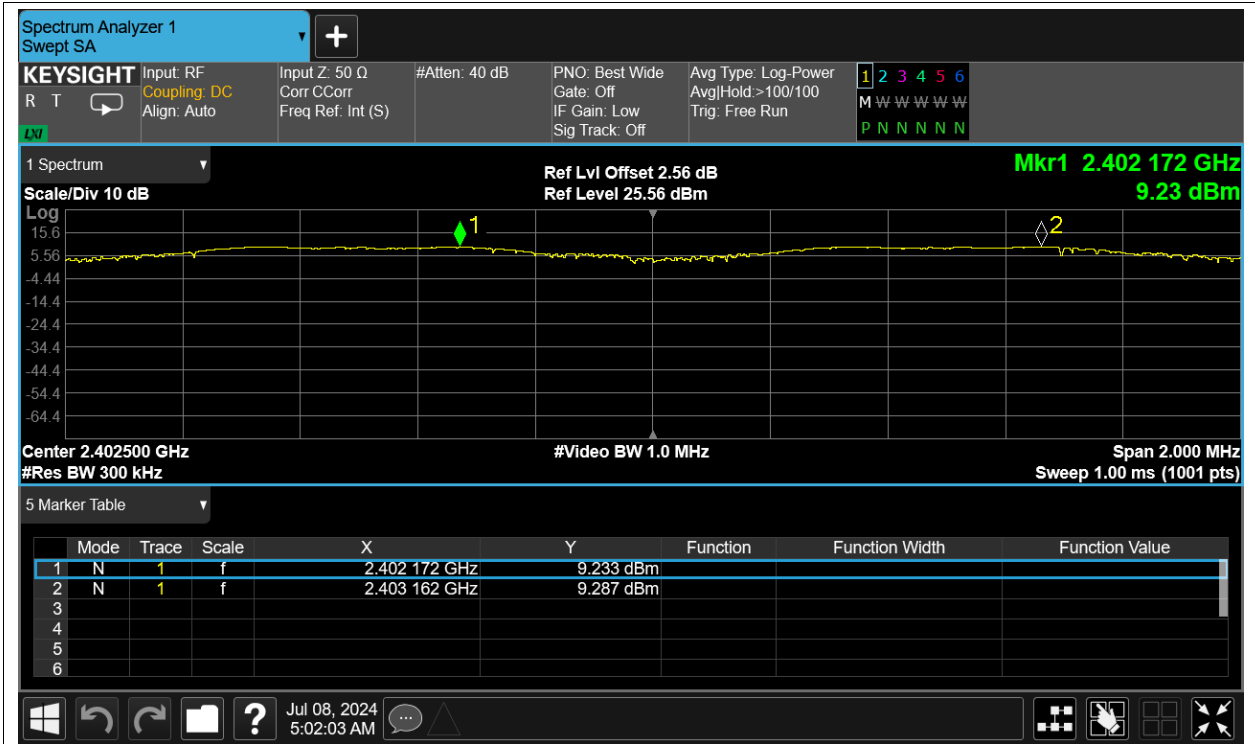 Spectrum Analyzer 1
Swept SA
+
KEYSIGHT Input: RF Input Z: 50 Ω #Atten: 40 dB PNO: Best Wide Avg Type: Log-Power 1 2 3 4 5 6
R T Coupling: DC Corr CCorr Gate: Off Avg|Hold:>100/100 M W W W W W
Align: Auto Freq Ref: Int (S) IF Gain: Low Trig: Free Run P N N N N N
LXI Sig Track: Off
1 Spectrum Ref Lvl Offset 2.56 dB Mkr1 2.402 172 GHz
Scale/Div 10 dB Ref Level 25.56 dBm 9.23 dBm
Log
15.6
5.56
-4.44
-14.4
-24.4
-34.4
-44.4
-54.4
-64.4
1
2
Center 2.402500 GHz #Video BW 1.0 MHz Span 2.000 MHz
#Res BW 300 kHz Sweep 1.00 ms (1001 pts)
5 Marker Table
Mode Trace Scale X Y Function Function Width Function Value
1 N 1 f 2.402 172 GHz 9.233 dBm
2 N 1 f 2.403 162 GHz 9.287 dBm
3
4
5
6
? Jul 08, 2024
5:02:03 AM